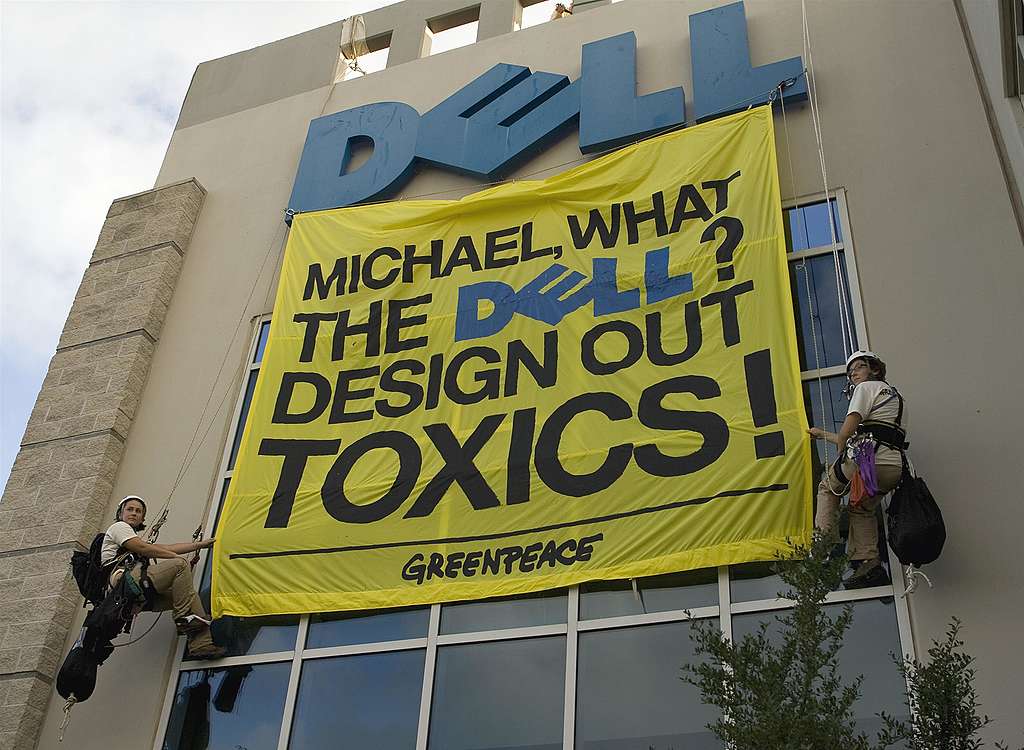 DELL
MICHAEL, WHAT
THE DELL?
DESIGN OUT
TOXICS!
GREENPEACE